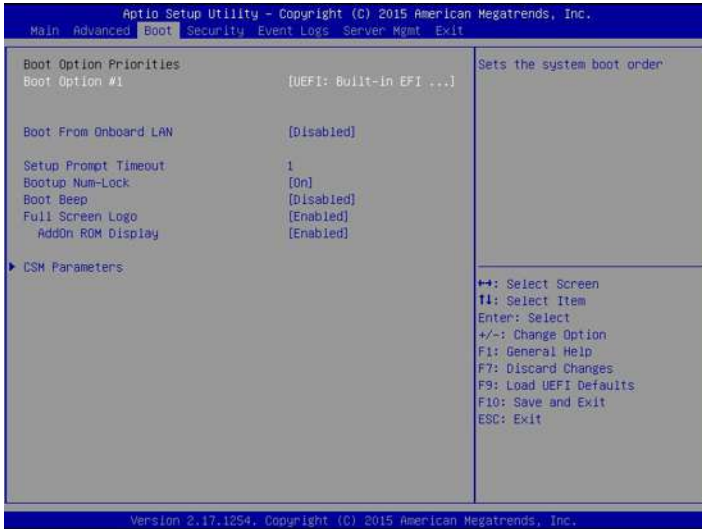 Aptio Setup Utility – Copyright (C) 2015 American Megatrends, Inc.
Main Advanced Boot Security Event Logs Server Mgmt Exit
Boot Option Priorities
Boot Option #1 [UEFI: Built-in EFI ...]
Boot From Onboard LAN [Disabled]
Setup Prompt Timeout 1
Bootup Num-Lock [On]
Boot Beep [Disabled]
Full Screen Logo [Enabled]
AddOn ROM Display [Enabled]
CSM Parameters
Sets the system boot order
↔: Select Screen
↑↓: Select Item
Enter: Select
+/-: Change Option
F1: General Help
F7: Discard Changes
F9: Load UEFI Defaults
F10: Save and Exit
ESC: Exit
Version 2.17.1254. Copyright (C) 2015 American Megatrends, Inc.